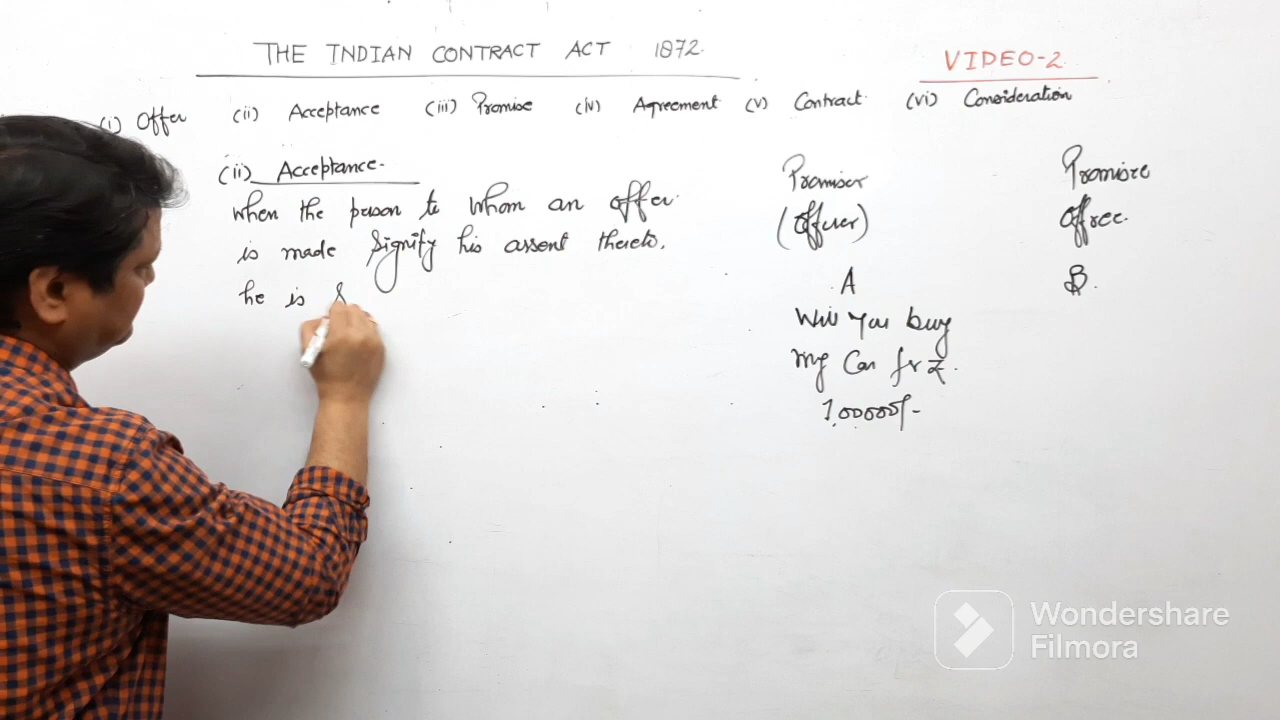 THE INDIAN CONTRACT ACT 1872.
VIDEO-2
(i) Offer (ii) Acceptance (iii) Promise (iv) Agreement (v) Contract (vi) Consideration
(ii) Acceptance-
When the person to whom an offer
is made signify his assent thereto.
he is S
Promiser
(Offerer)
A
Will You buy
my Car for ₹.
1,00000/-
Promisee
Offree.
B.
Wondershare
Filmora